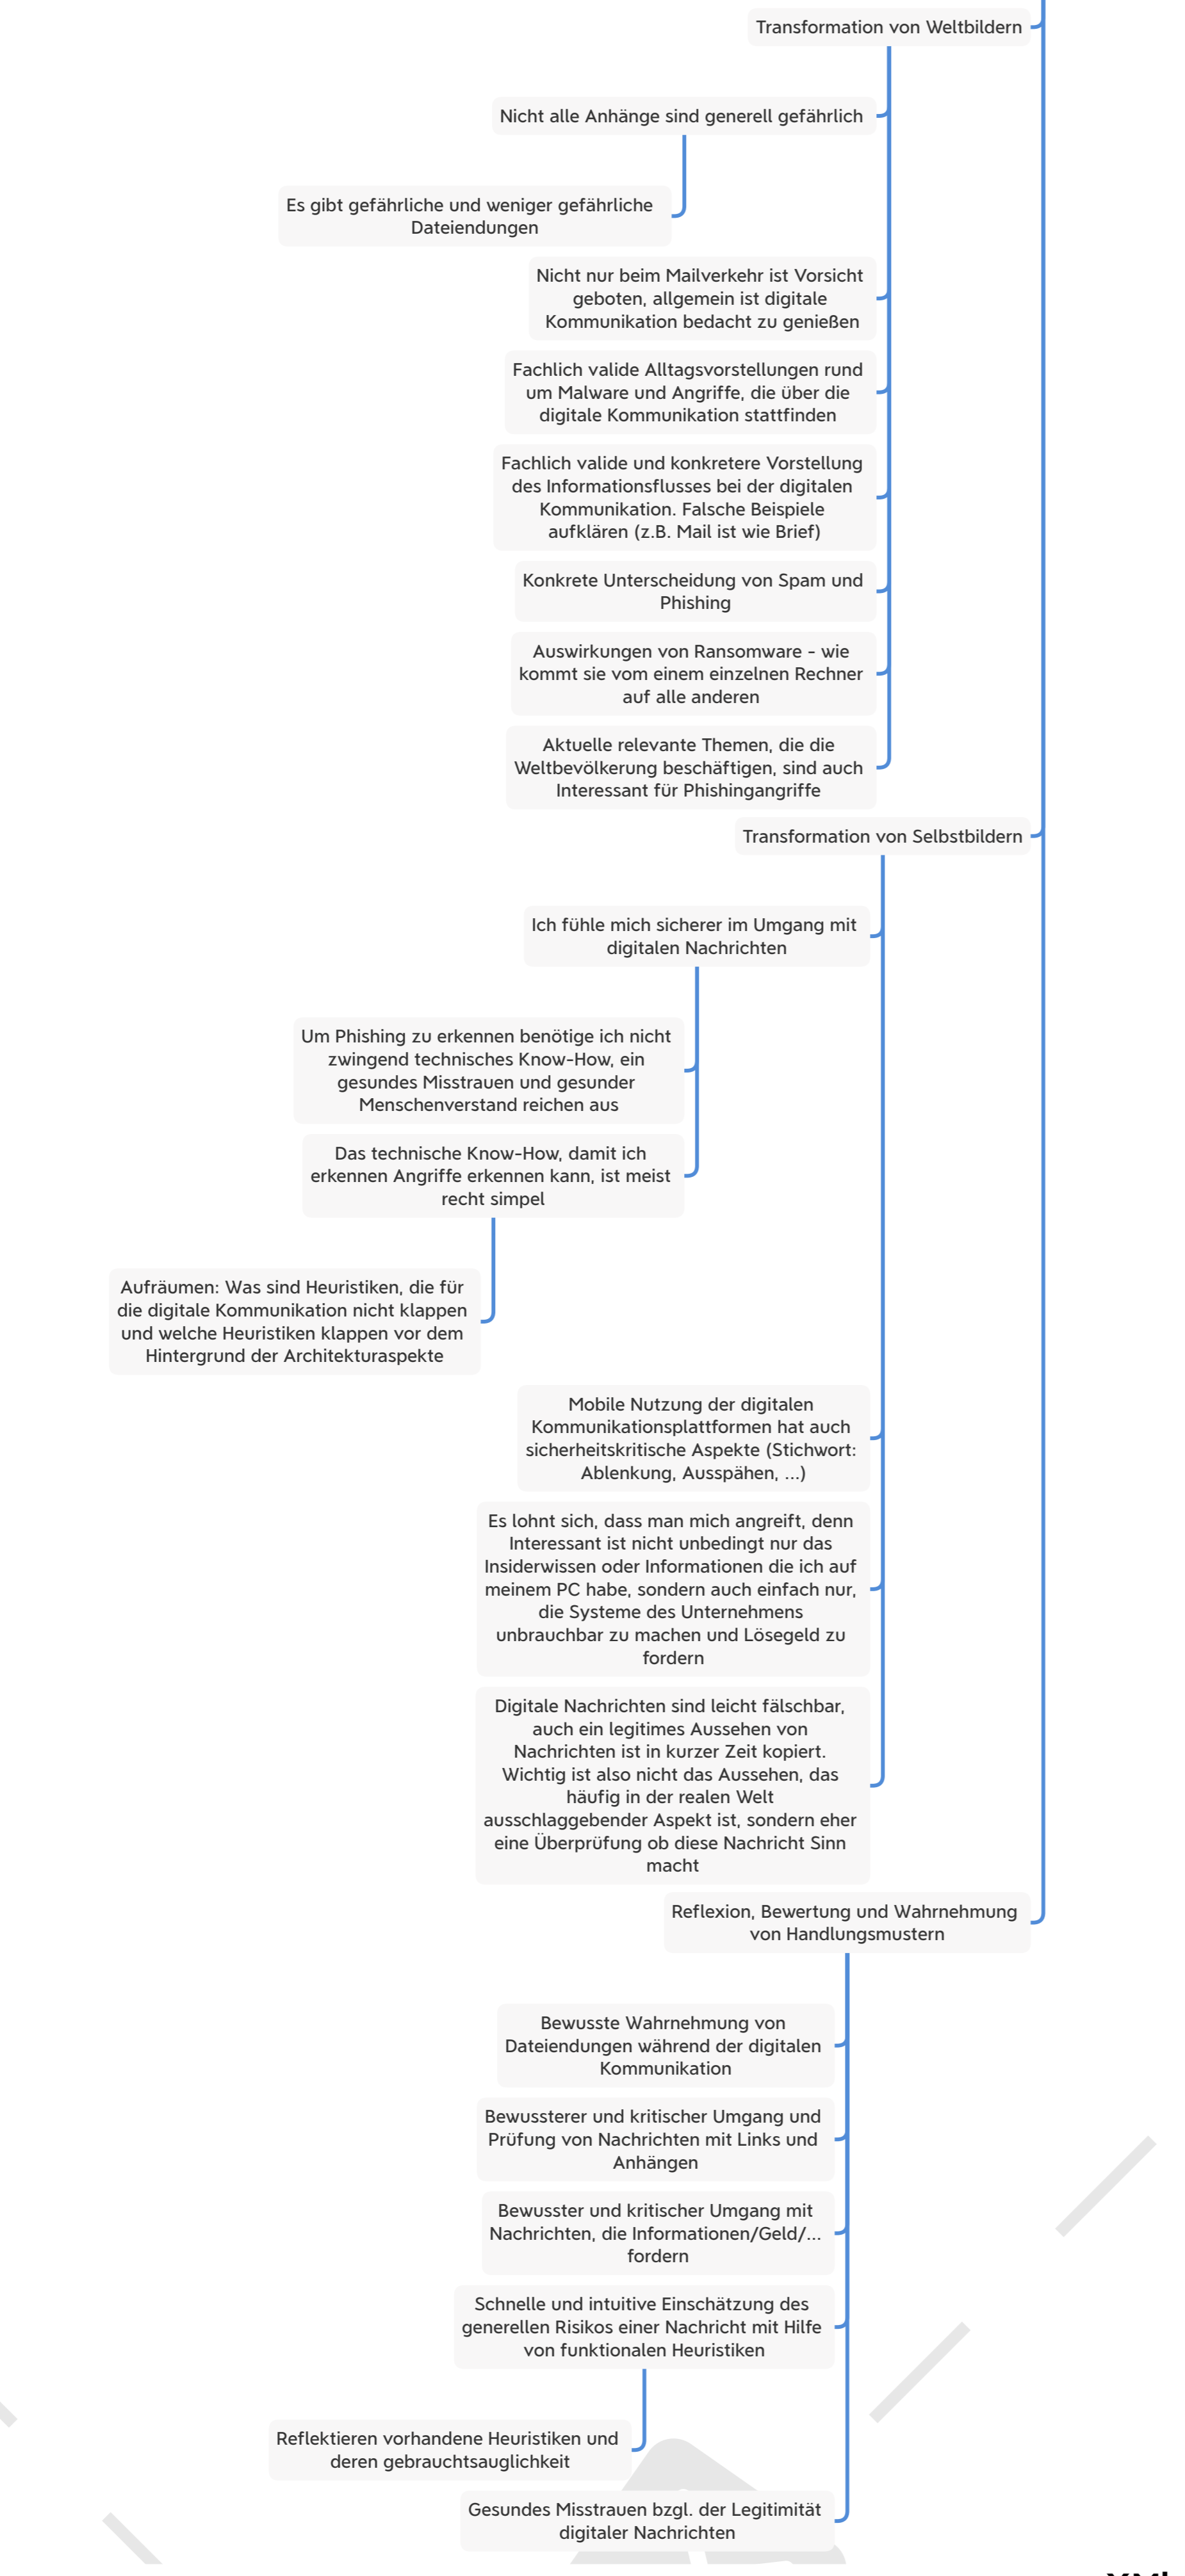 Transformation von Weltbildern
Nicht alle Anhänge sind generell gefährlich
Es gibt gefährliche und weniger gefährliche
Dateiendungen
Nicht nur beim Mailverkehr ist Vorsicht
geboten, allgemein ist digitale
Kommunikation bedacht zu genießen
Fachlich valide Alltagsvorstellungen rund
um Malware und Angriffe, die über die
digitale Kommunikation stattfinden
Fachlich valide und konkretere Vorstellung
des Informationsflusses bei der digitalen
Kommunikation. Falsche Beispiele
aufklären (z.B. Mail ist wie Brief)
Konkrete Unterscheidung von Spam und
Phishing
Auswirkungen von Ransomware - wie
kommt sie vom einem einzelnen Rechner
auf alle anderen
Aktuelle relevante Themen, die die
Weltbevölkerung beschäftigen, sind auch
Interessant für Phishingangriffe
Transformation von Selbstbildern
Ich fühle mich sicherer im Umgang mit
digitalen Nachrichten
Um Phishing zu erkennen benötige ich nicht
zwingend technisches Know-How, ein
gesundes Misstrauen und gesunder
Menschenverstand reichen aus
Das technische Know-How, damit ich
erkennen Angriffe erkennen kann, ist meist
recht simpel
Aufräumen: Was sind Heuristiken, die für
die digitale Kommunikation nicht klappen
und welche Heuristiken klappen vor dem
Hintergrund der Architekturaspekte
Mobile Nutzung der digitalen
Kommunikationsplattformen hat auch
sicherheitskritische Aspekte (Stichwort:
Ablenkung, Ausspähen, ...)
Es lohnt sich, dass man mich angreift, denn
Interessant ist nicht unbedingt nur das
Insiderwissen oder Informationen die ich auf
meinem PC habe, sondern auch einfach nur,
die Systeme des Unternehmens
unbrauchbar zu machen und Lösegeld zu
fordern
Digitale Nachrichten sind leicht fälschbar,
auch ein legitimes Aussehen von
Nachrichten ist in kurzer Zeit kopiert.
Wichtig ist also nicht das Aussehen, das
häufig in der realen Welt
ausschlaggebender Aspekt ist, sondern eher
eine Überprüfung ob diese Nachricht Sinn
macht
Reflexion, Bewertung und Wahrnehmung
von Handlungsmustern
Bewusste Wahrnehmung von
Dateiendungen während der digitalen
Kommunikation
Bewussterer und kritischer Umgang und
Prüfung von Nachrichten mit Links und
Anhängen
Bewusster und kritischer Umgang mit
Nachrichten, die Informationen/Geld/...
fordern
Schnelle und intuitive Einschätzung des
generellen Risikos einer Nachricht mit Hilfe
von funktionalen Heuristiken
Reflektieren vorhandene Heuristiken und
deren gebrauchtsauglichkeit
Gesundes Misstrauen bzgl. der Legitimität
digitaler Nachrichten